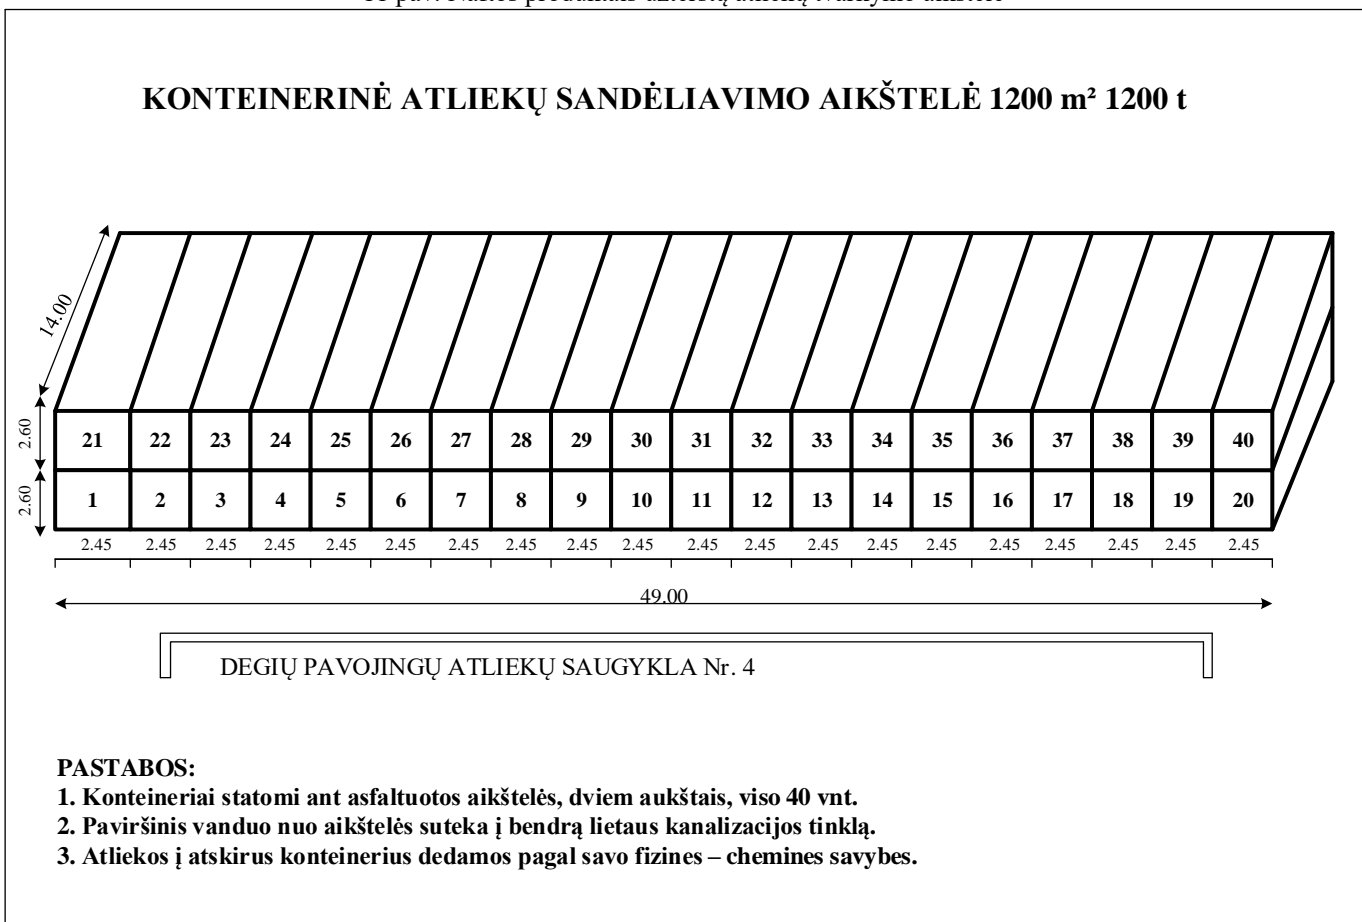 KONTEINERINĖ ATLIEKŲ SANDĖLIAVIMO AIKŠTELĖ 1200 m² 1200 t
14.00
2.60 21 22 23 24 25 26 27 28 29 30 31 32 33 34 35 36 37 38 39 40
2.60 1 2 3 4 5 6 7 8 9 10 11 12 13 14 15 16 17 18 19 20
2.45 2.45 2.45 2.45 2.45 2.45 2.45 2.45 2.45 2.45 2.45 2.45 2.45 2.45 2.45 2.45 2.45 2.45 2.45 2.45
49.00
DEGIŲ PAVOJINGŲ ATLIEKŲ SAUGYKLA Nr. 4
PASTABOS:
1. Konteineriai statomi ant asfaltuotos aikštelės, dviem aukštais, viso 40 vnt.
2. Paviršinis vanduo nuo aikštelės suteka į bendrą lietaus kanalizacijos tinklą.
3. Atliekos į atskirus konteinerius dedamos pagal savo fizines – chemines savybes.